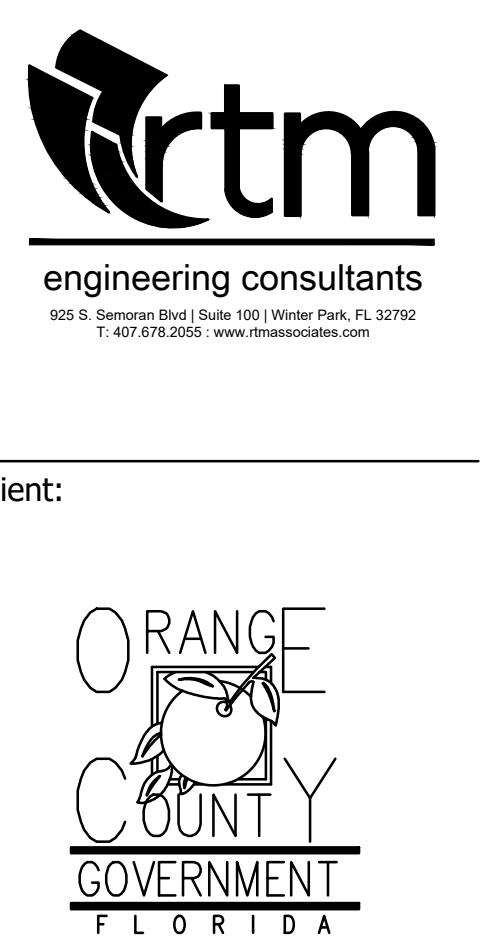 rtm
engineering consultants
925 S. Semoran Blvd | Suite 100 | Winter Park, FL 32792
T: 407.678.2055 : www.rtmassociates.com
ient:
ORANGE
COUNTY
GOVERNMENT
FLORIDA